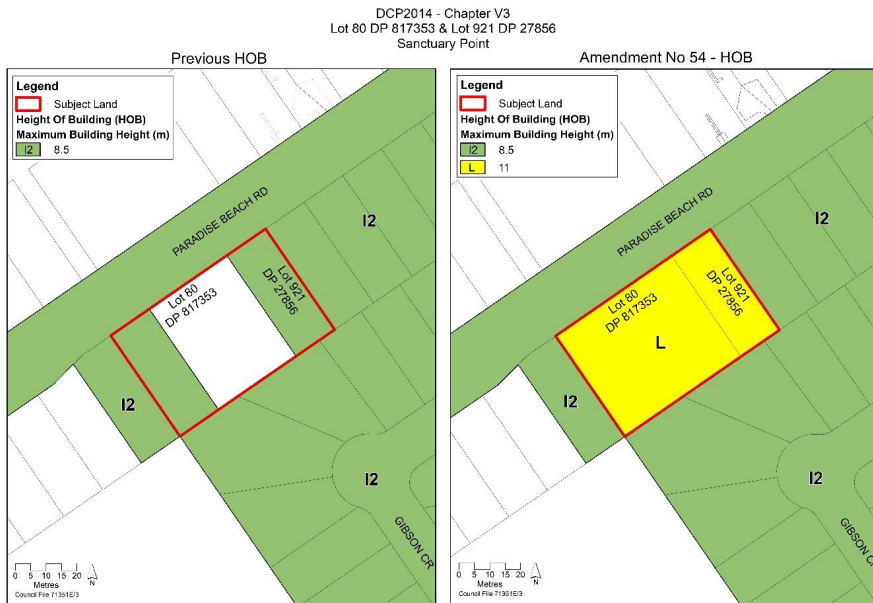 DCP2014 - Chapter V3
Lot 80 DP 817353 & Lot 921 DP 27856
Sanctuary Point
Previous HOB
Legend
Subject Land
Height Of Building (HOB)
Maximum Building Height (m)
I2 8.5
PARADISE BEACH RD
I2
Lot 80
DP 817353
Lot 921
DP 27856
I2
I2
GIBSON CR
0 5 10 15 20
Metres
N
Council File 71351E/3
Amendment No 54 - HOB
Legend
Subject Land
Height Of Building (HOB)
Maximum Building Height (m)
I2 8.5
L 11
PARADISE BEACH RD
I2
Lot 80
DP 817353
Lot 921
DP 27856
L
I2
I2
GIBSON CR
0 5 10 15 20
Metres
N
Council File 71351E/3